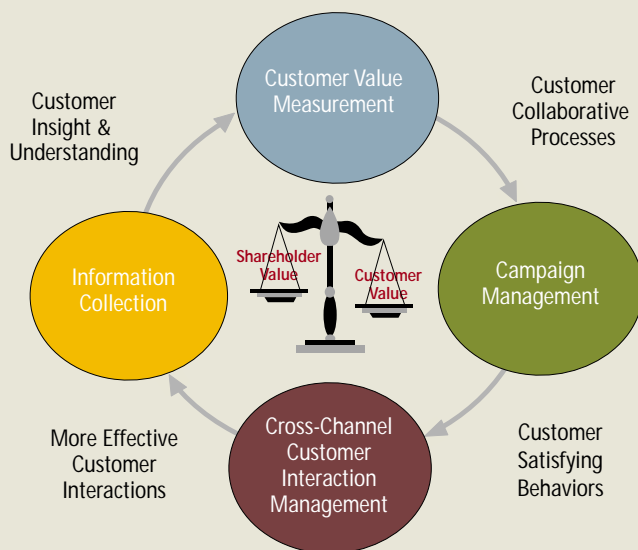 Customer Value
Measurement
Customer
Insight &
Understanding
Customer
Collaborative
Processes
Shareholder
Value
Customer
Value
Information
Collection
Campaign
Management
More Effective
Customer
Interactions
Cross-Channel
Customer
Interaction
Management
Customer
Satisfying
Behaviors